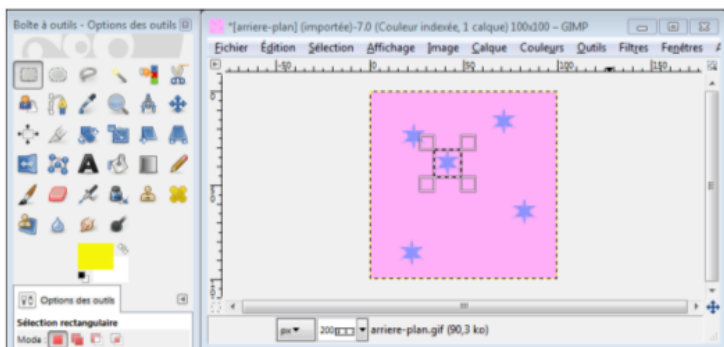 Boîte à outils - Options des outils
*[arriere-plan] (importée)-7.0 (Couleur indexée, 1 calque) 100x100 – GIMP
Fichier Édition Sélection Affichage Image Calque Couleurs Outils Filtres Fenêtres A
-50 0 50 100 150
Options des outils
Sélection rectangulaire
Mode :
px 200 arriere-plan.gif (90,3 ko)